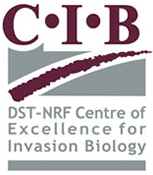 C·I·B
DST-NRF Centre of
Excellence for
Invasion Biology